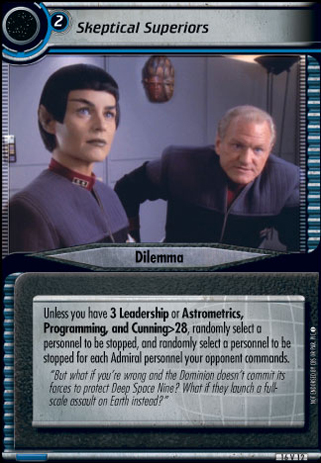 2
Skeptical Superiors
Dilemma
Unless you have 3 Leadership or Astrometrics,
Programming, and Cunning>28, randomly select a
personnel to be stopped, and randomly select a personnel to be
stopped for each Admiral personnel your opponent commands.
"But what if you're wrong and the Dominion doesn't commit its
forces to protect Deep Space Nine? What if they launch a full-
scale assault on Earth instead?"
16 V 12